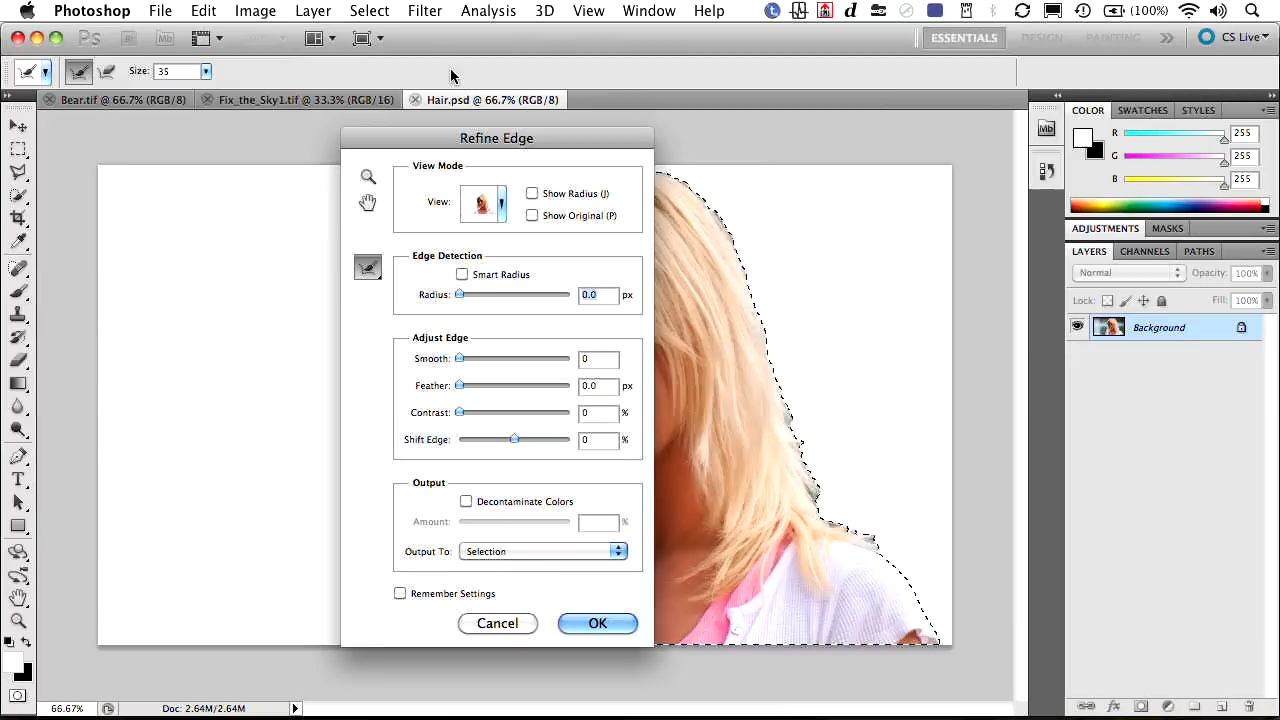 Photoshop File Edit Image Layer Select Filter Analysis 3D View Window Help (100%)
Ps Br Mb ESSENTIALS DESIGN PAINTING CS Live
Size: 35
Bear.tif @ 66.7% (RGB/8) Fix_the_Sky1.tif @ 33.3% (RGB/16) Hair.psd @ 66.7% (RGB/8)
Refine Edge
View Mode
View:
Show Radius (J)
Show Original (P)
Edge Detection
Smart Radius
Radius: 0.0 px
Adjust Edge
Smooth: 0
Feather: 0.0 px
Contrast: 0 %
Shift Edge: 0 %
Output
Decontaminate Colors
Amount: %
Output To: Selection
Remember Settings
Cancel OK
Mb
COLOR SWATCHES STYLES
R 255
G 255
B 255
ADJUSTMENTS MASKS
LAYERS CHANNELS PATHS
Normal Opacity: 100%
Lock: Fill: 100%
Background
T
fx
66.67% Doc: 2.64M/2.64M